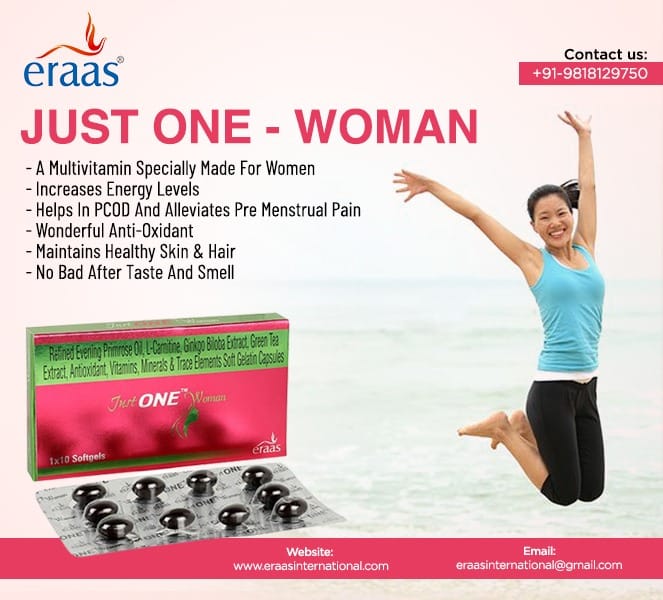 eraas®
Contact us:
+91-9818129750
JUST ONE - WOMAN
- A Multivitamin Specially Made For Women
- Increases Energy Levels
- Helps In PCOD And Alleviates Pre Menstrual Pain
- Wonderful Anti-Oxidant
- Maintains Healthy Skin & Hair
- No Bad After Taste And Smell
Refined Evening Primrose Oil, L-Carnitine, Ginkgo Biloba Extract, Green Tea
Extract, Antioxidant, Vitamins, Minerals & Trace Elements Soft Gelatin Capsules
Just ONE™ Woman
1x10 Softgels
eraas
Website:
www.eraasinternational.com
Email:
eraasinternational@gmail.com